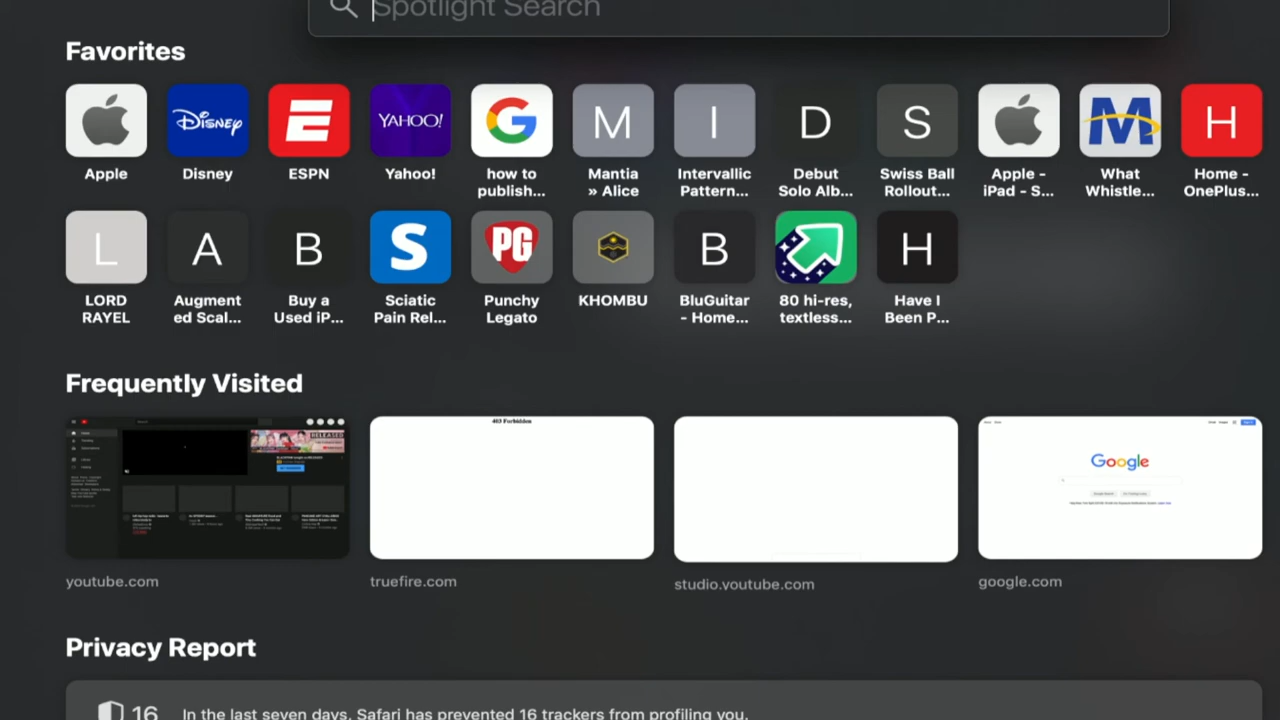 Spotlight Search
Favorites
DISNEY
E
YAHOO!
G
M
I
D
S
M
H
Apple
Disney
ESPN
Yahoo!
how to
publish...
Mantia
» Alice
Intervallic
Pattern...
Debut
Solo Alb...
Swiss Ball
Rollout...
Apple -
iPad - S...
What
Whistle...
Home -
OnePlus...
L
A
B
S
PG
B
H
LORD
RAYEL
Augment
ed Scal...
Buy a
Used iP...
Sciatic
Pain Rel...
Punchy
Legato
KHOMBU
BluGuitar
- Home...
80 hi-res,
textless...
Have I
Been P...
Frequently Visited
403 Forbidden
Google
youtube.com
truefire.com
studio.youtube.com
google.com
Privacy Report
16
In the last seven days, Safari has prevented 16 trackers from profiling you.